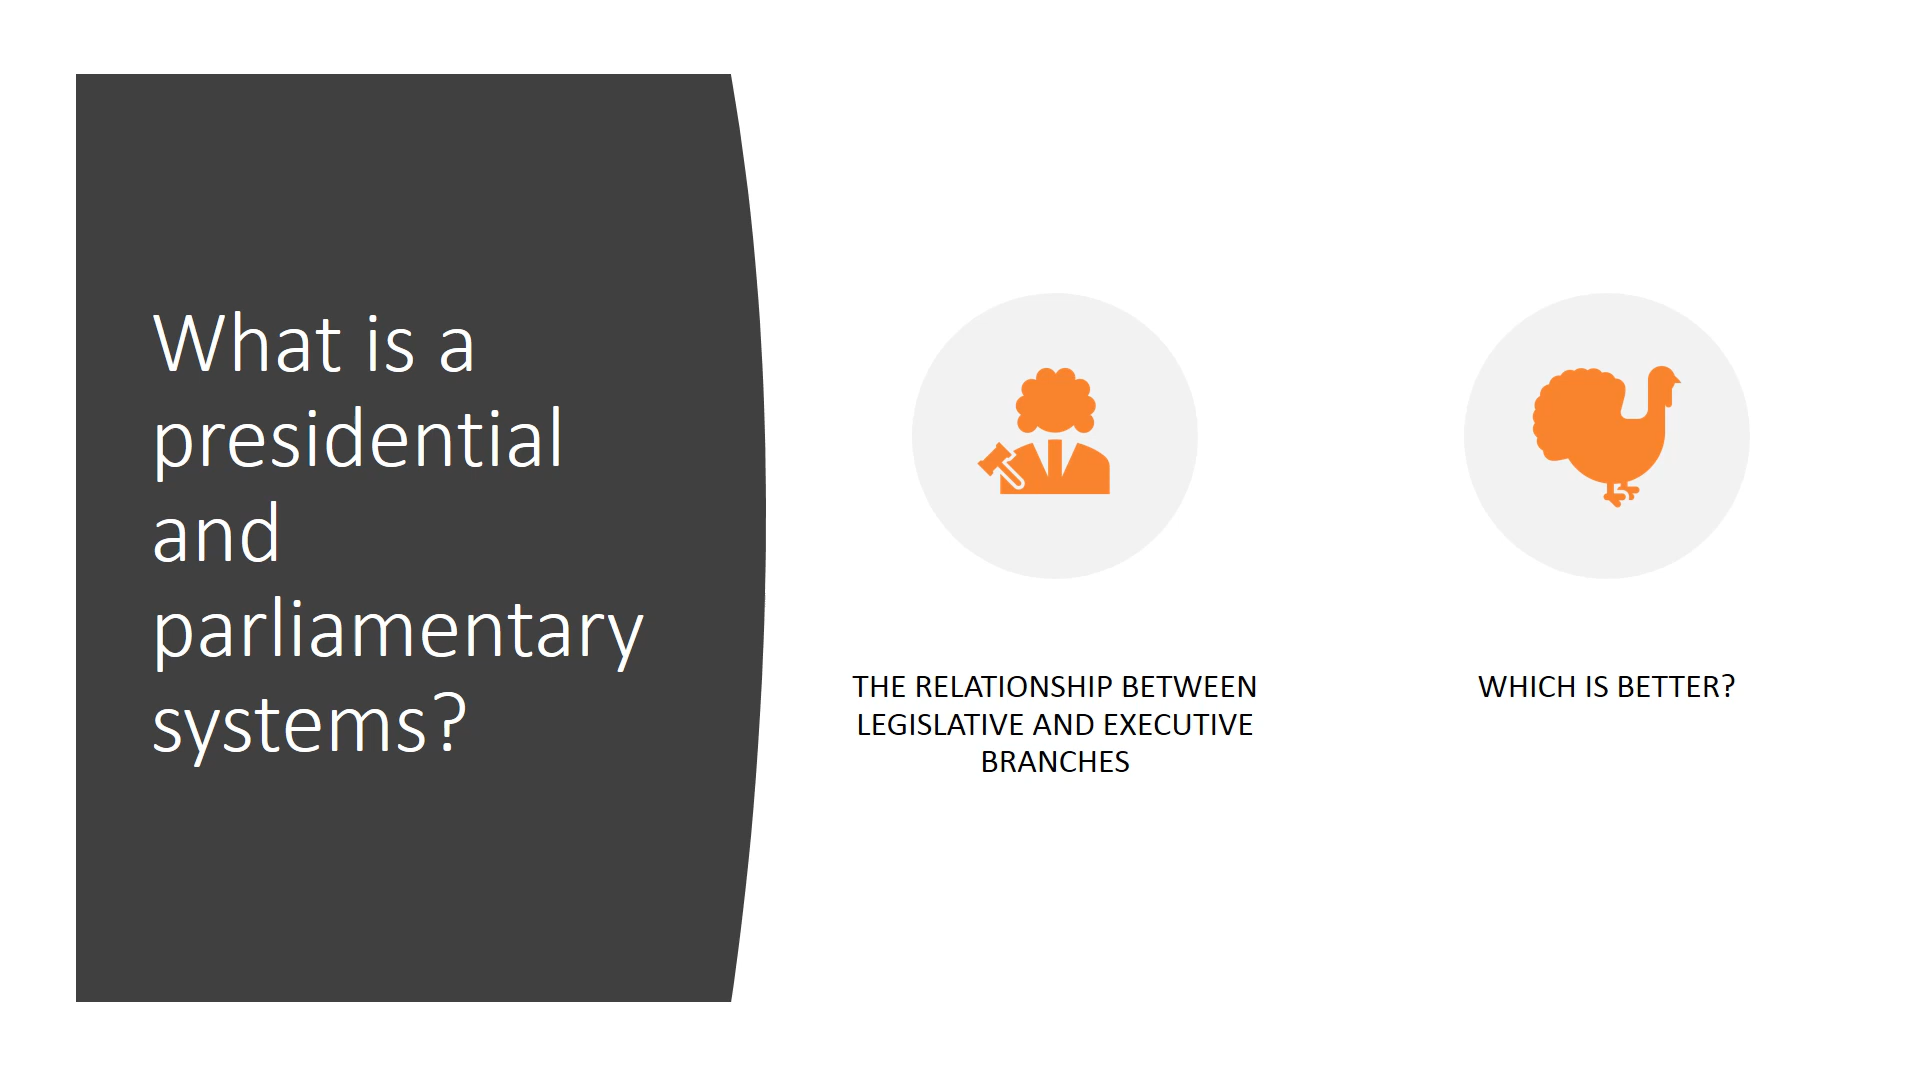 What is a
presidential
and
parliamentary
systems?
THE RELATIONSHIP BETWEEN
LEGISLATIVE AND EXECUTIVE
BRANCHES
WHICH IS BETTER?